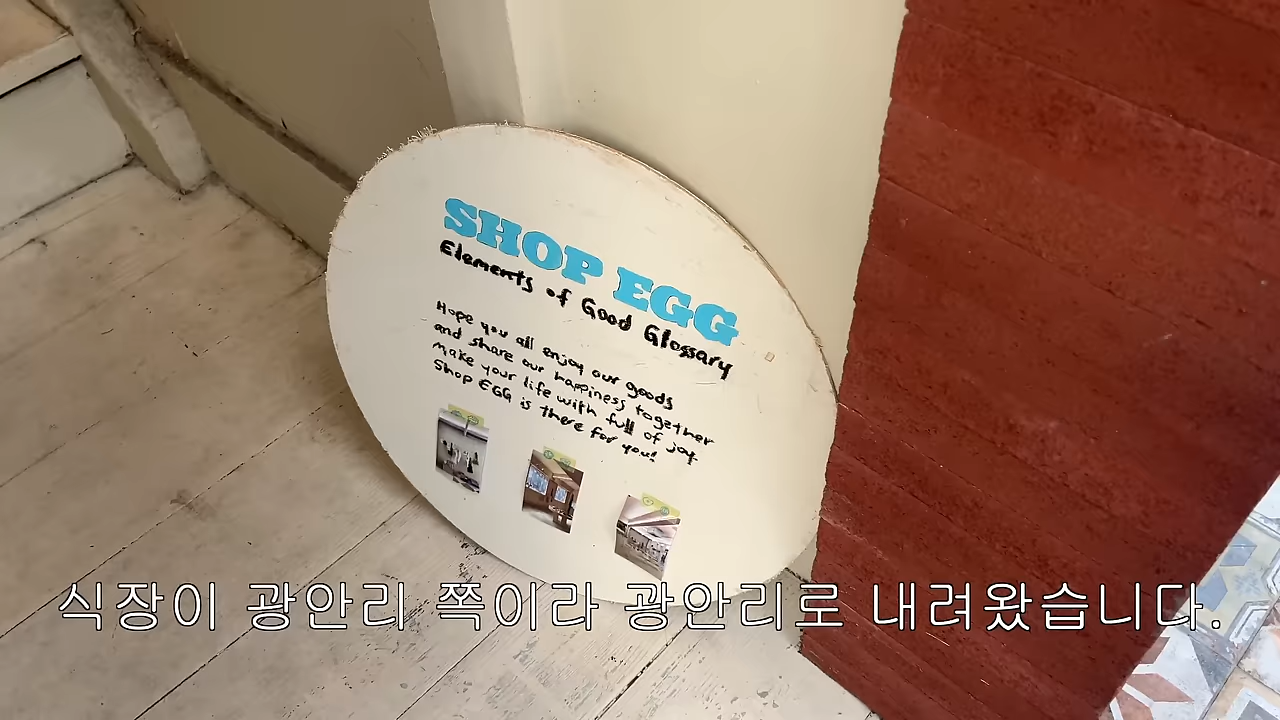 SHOP EGG
Elements of Good Glossary
Hope you all enjoy our goods
and share our happiness together
make your life with full of joy.
Shop EGG is there for you!
식장이 광안리 쪽이라 광안리로 내려왔습니다.